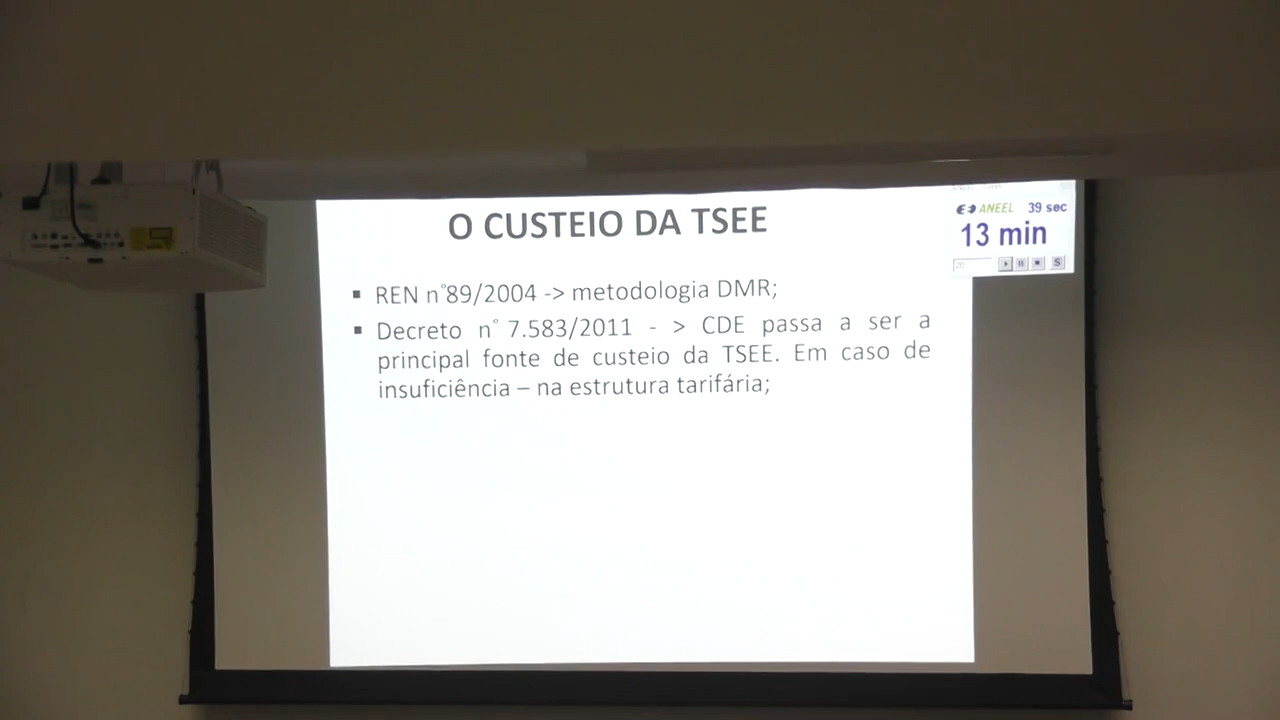 O CUSTEIO DA TSEE
ANEEL 39 sec
13 min
20
S
▪ REN n°89/2004 -> metodologia DMR;
▪ Decreto n° 7.583/2011 - > CDE passa a ser a
principal fonte de custeio da TSEE. Em caso de
insuficiência – na estrutura tarifária;